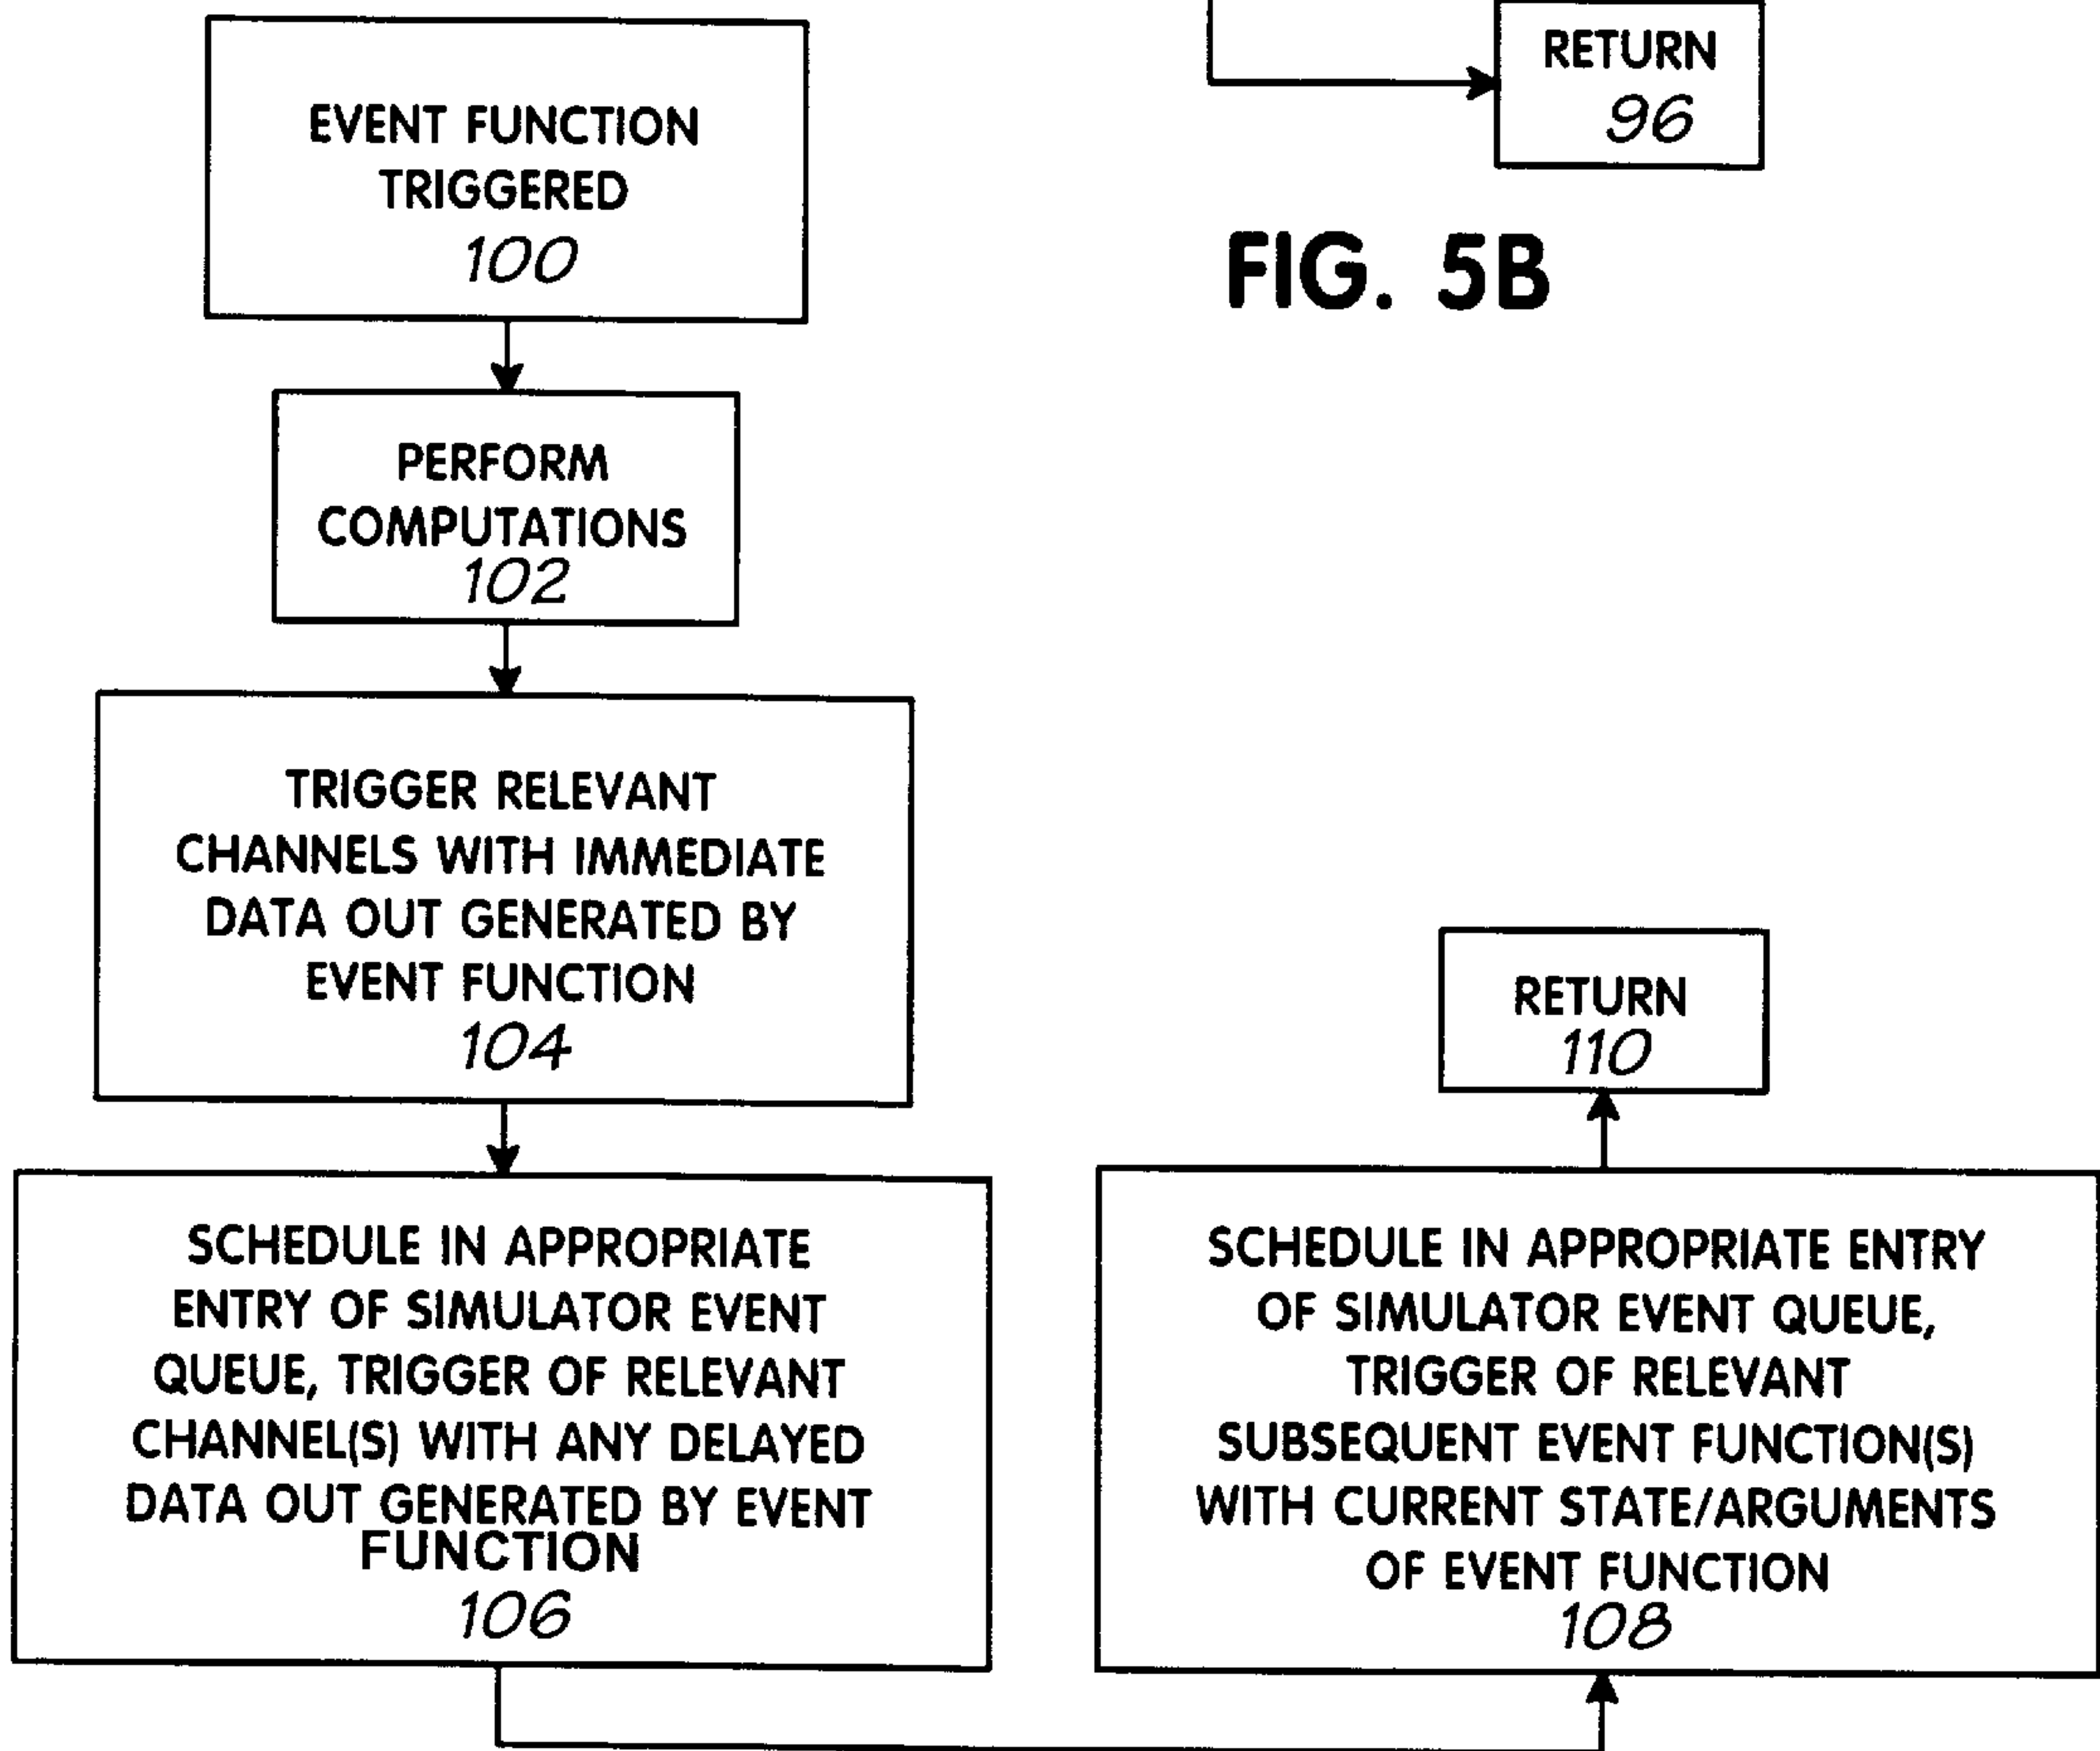 RETURN
96
FIG. 5B
EVENT FUNCTION
TRIGGERED
100
PERFORM
COMPUTATIONS
102
TRIGGER RELEVANT
CHANNELS WITH IMMEDIATE
DATA OUT GENERATED BY
EVENT FUNCTION
104
SCHEDULE IN APPROPRIATE
ENTRY OF SIMULATOR EVENT
QUEUE, TRIGGER OF RELEVANT
CHANNEL(S) WITH ANY DELAYED
DATA OUT GENERATED BY EVENT
FUNCTION
106
SCHEDULE IN APPROPRIATE ENTRY
OF SIMULATOR EVENT QUEUE,
TRIGGER OF RELEVANT
SUBSEQUENT EVENT FUNCTION(S)
WITH CURRENT STATE/ARGUMENTS
OF EVENT FUNCTION
108
RETURN
110